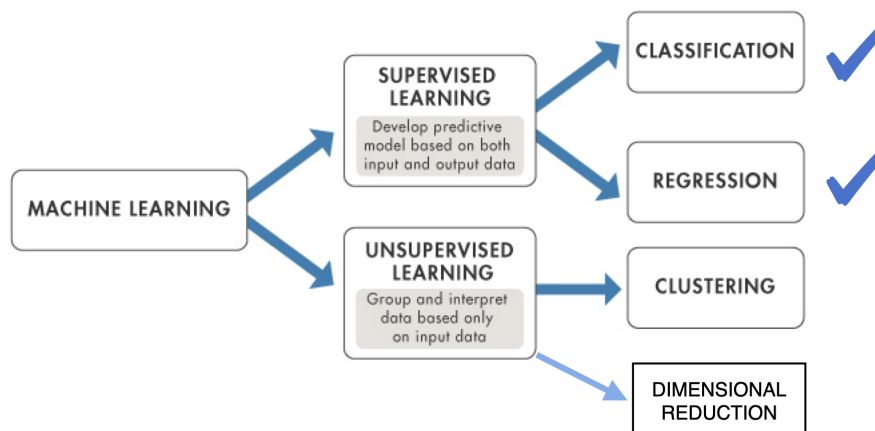 MACHINE LEARNING
SUPERVISED
LEARNING
Develop predictive
model based on both
input and output data
CLASSIFICATION
REGRESSION
UNSUPERVISED
LEARNING
Group and interpret
data based only
on input data
CLUSTERING
DIMENSIONAL
REDUCTION